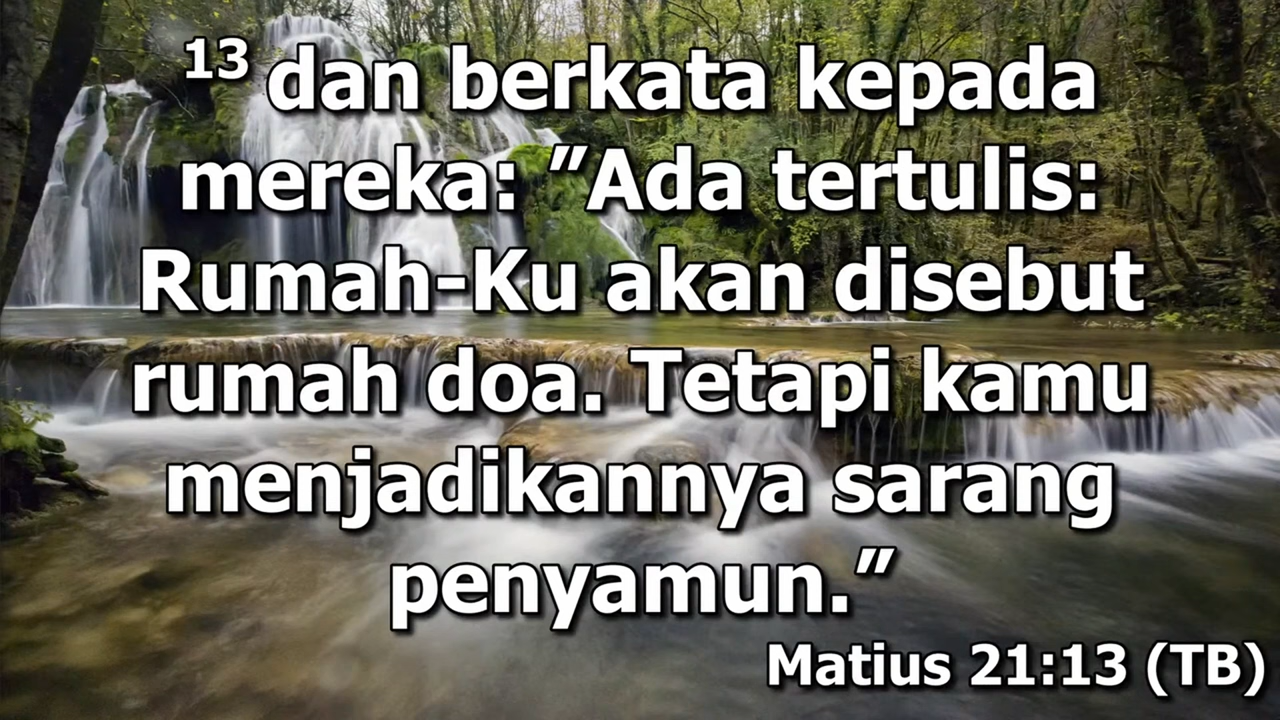 13 dan berkata kepada
mereka: ”Ada tertulis:
Rumah-Ku akan disebut
rumah doa. Tetapi kamu
menjadikannya sarang
penyamun.”
Matius 21:13 (TB)